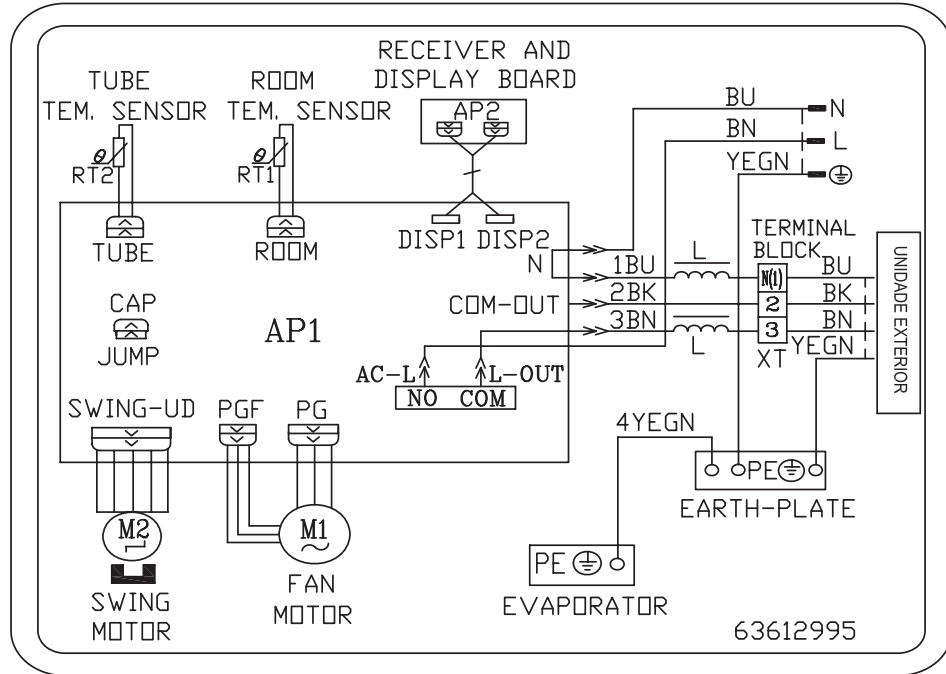 RECEIVER AND
DISPLAY BOARD
TUBE
TEM. SENSOR
ROOM
TEM. SENSOR
AP2
BU
N
BN
L
YEGN
θ
RT2
θ
RT1
TUBE
ROOM
DISP1 DISP2
N
1BU
L
TERMINAL
BLOCK
N(1)
BU
COM-OUT
2BK
2
BK
3BN
L
3
BN
XT
YEGN
UNIDADE EXTERIOR
CAP
JUMP
AP1
AC-L
L-OUT
NO COM
SWING-UD
PGF
PG
4YEGN
PE
EARTH-PLATE
M2
M1
PE
EVAPORATOR
SWING
MOTOR
FAN
MOTOR
63612995